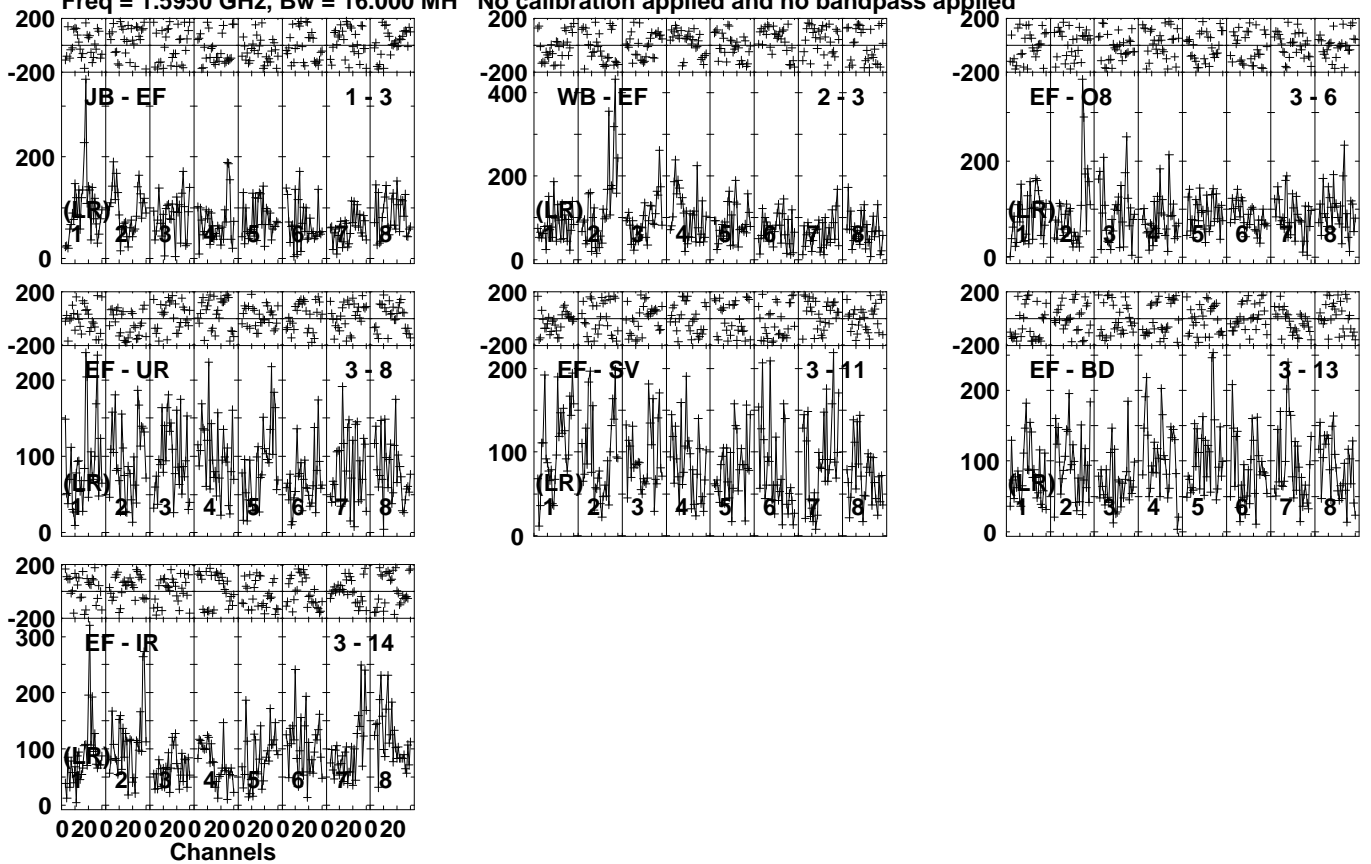 Freq = 1.5950 GHz, Bw = 16.000 MH No calibration applied and no bandpass applied
200 200 200
-200 -200 -200
JB - EF 1 - 3
400 WB - EF 2 - 3
EF - O8 3 - 6
200 200 200
(LR) (LR) (LR)
1 2 3 4 5 6 7 8
1 2 3 4 5 6 7 8
1 2 3 4 5 6 7 8
0 0 0
200 200 200
-200 -200 -200
EF - UR 3 - 8
EF - SV 3 - 11
EF - BD 3 - 13
200 200 200
100 100 100
(LR) (LR) (LR)
1 2 3 4 5 6 7 8
1 2 3 4 5 6 7 8
1 2 3 4 5 6 7 8
0 0 0
200
-200
300 EF - IR 3 - 14
200
100
(LR)
1 2 3 4 5 6 7 8
0
0 20 0 20 0 20 0 20 0 20 0 20 0 20 0 20
Channels